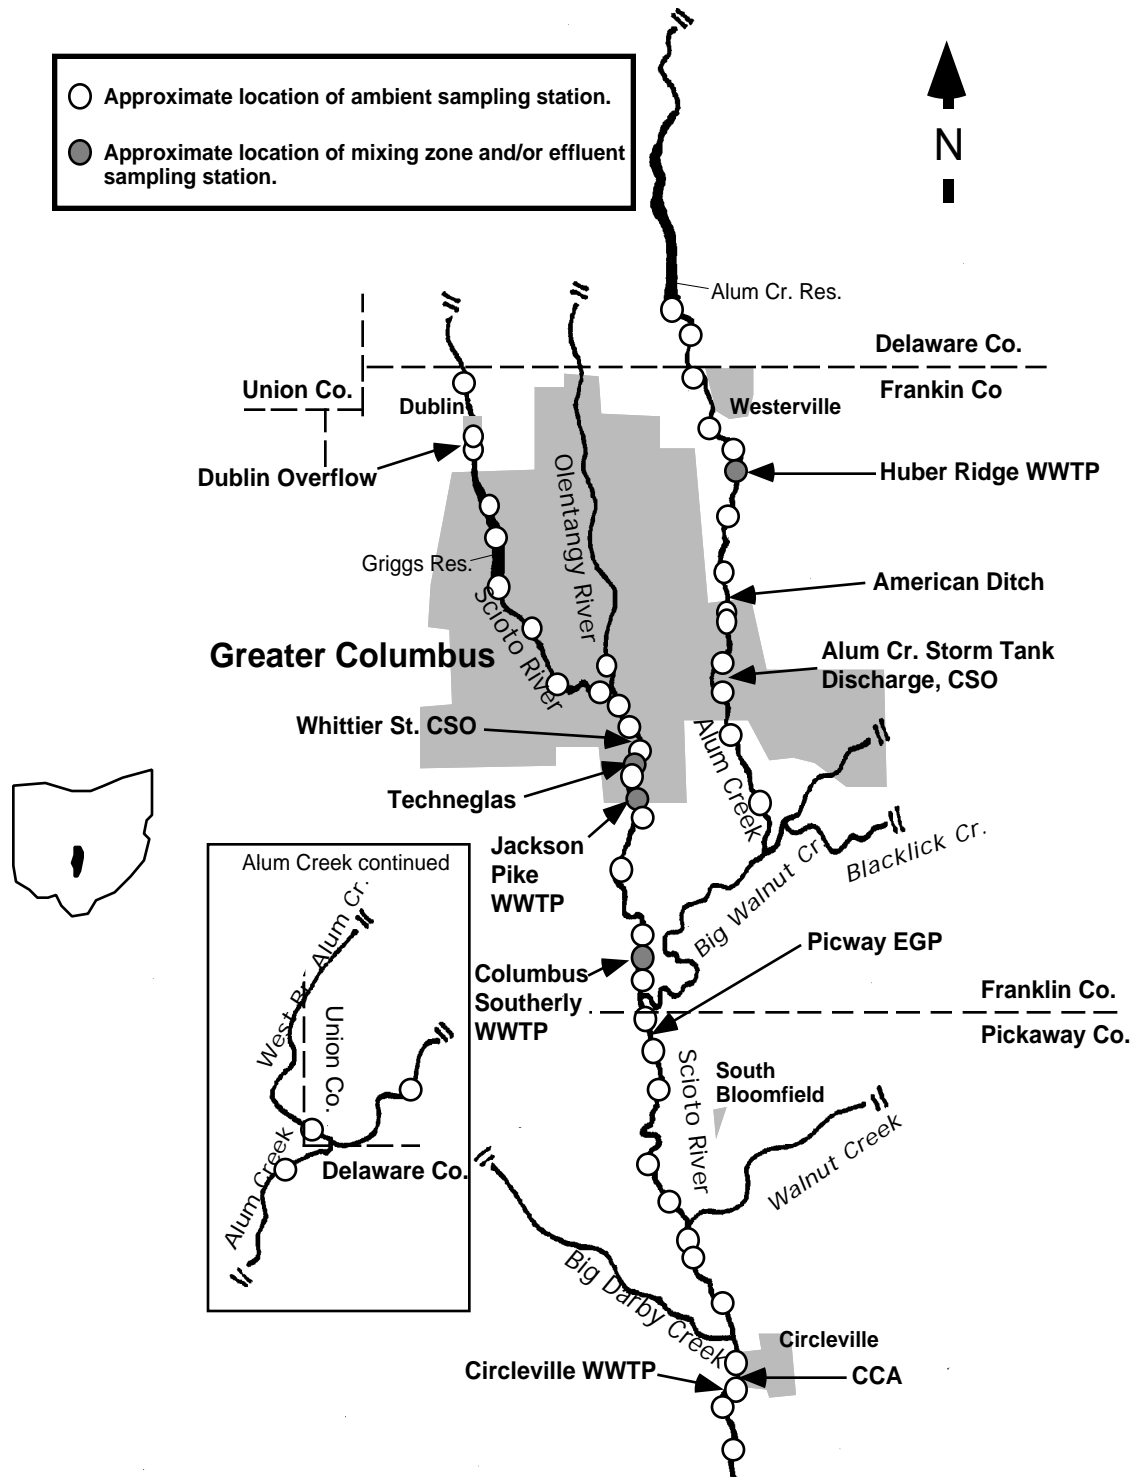 Approximate location of ambient sampling station.
Approximate location of mixing zone and/or effluent
sampling station.
N
Alum Cr. Res.
Delaware Co.
Union Co.
Frankin Co
Dublin
Westerville
Dublin Overflow
Huber Ridge WWTP
Olentangy River
Griggs Res.
American Ditch
Scioto River
Greater Columbus
Alum Cr. Storm Tank
Discharge, CSO
Whittier St. CSO
Alum Creek
Techneglas
Jackson
Pike
WWTP
Big Walnut Cr.
Blacklick Cr.
Alum Creek continued
West Br. Alum Cr.
Union Co.
Alum Creek
Delaware Co.
Picway EGP
Columbus
Southerly
WWTP
Franklin Co.
Pickaway Co.
Scioto River
South
Bloomfield
Walnut Creek
Big Darby Creek
Circleville
Circleville WWTP
CCA